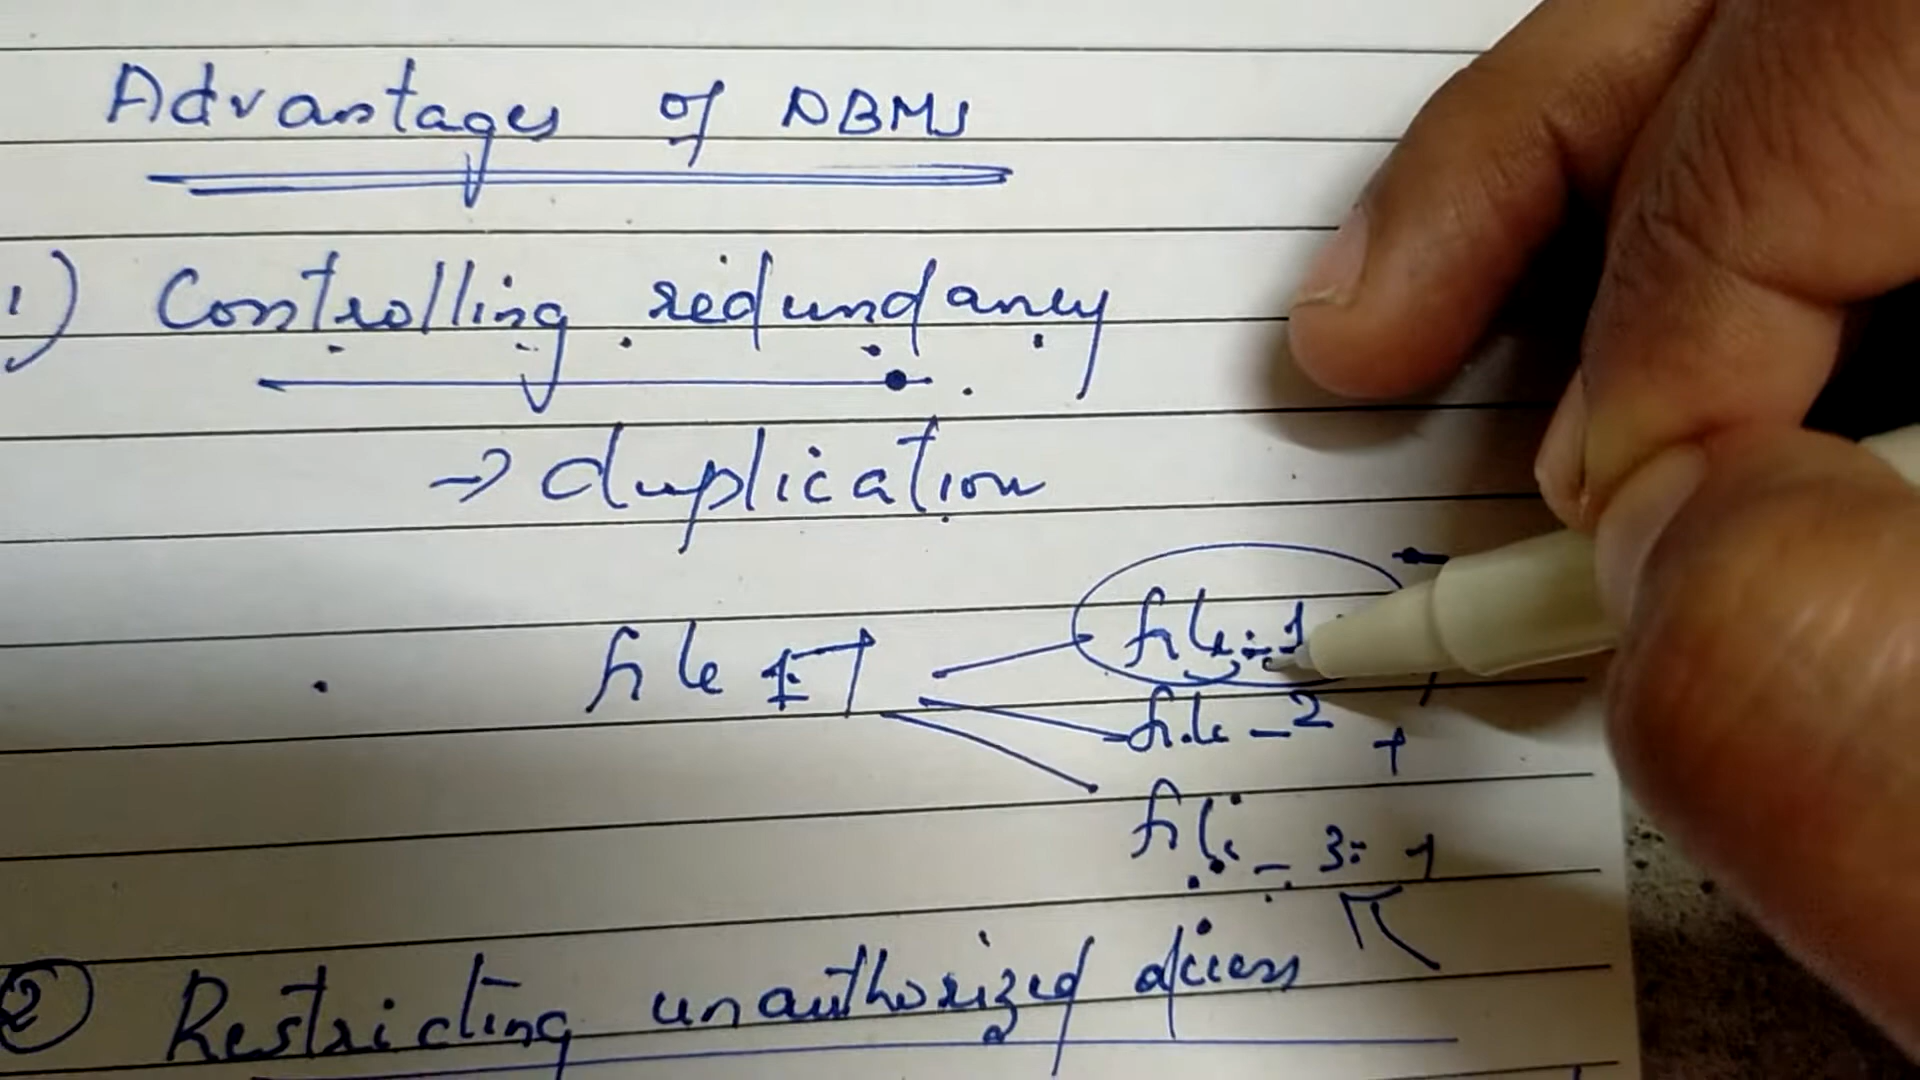 Advantages of DBMS
1) Controlling redundancy
→ duplication
file - 1
file
file - 2
file - 3 = 1
2 Restricting unauthorized access